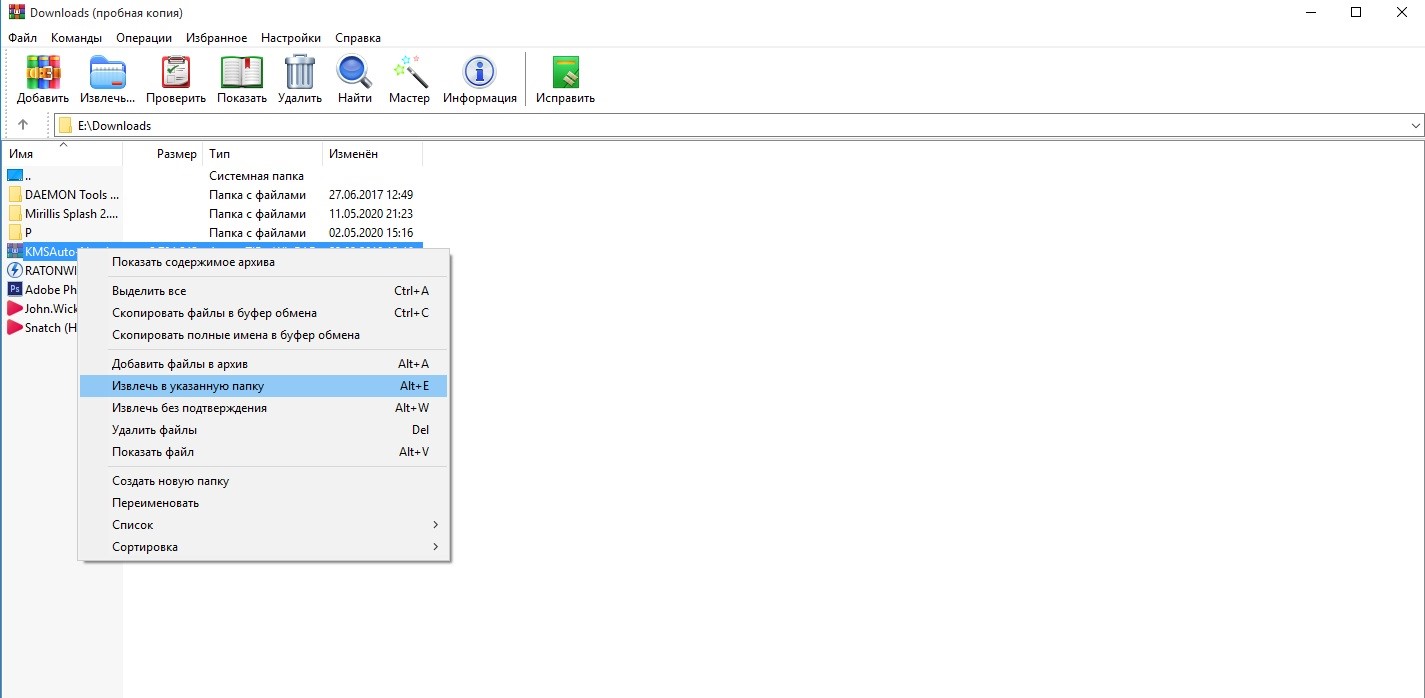 Downloads (пробная копия)
Файл Команды Операции Избранное Настройки Справка
Добавить Извлечь... Проверить Показать Удалить Найти Мастер Информация Исправить
E:\Downloads
Имя Размер Тип Изменён
.. Системная папка
DAEMON Tools ... Папка с файлами 27.06.2017 12:49
Mirillis Splash 2.... Папка с файлами 11.05.2020 21:23
P Папка с файлами 02.05.2020 15:16
KMSAuto-
RATONWI
Adobe Ph
John.Wick
Snatch (H
Показать содержимое архива
Выделить все Ctrl+A
Скопировать файлы в буфер обмена Ctrl+C
Скопировать полные имена в буфер обмена
Добавить файлы в архив Alt+A
Извлечь в указанную папку Alt+E
Извлечь без подтверждения Alt+W
Удалить файлы Del
Показать файл Alt+V
Создать новую папку
Переименовать
Список
Сортировка